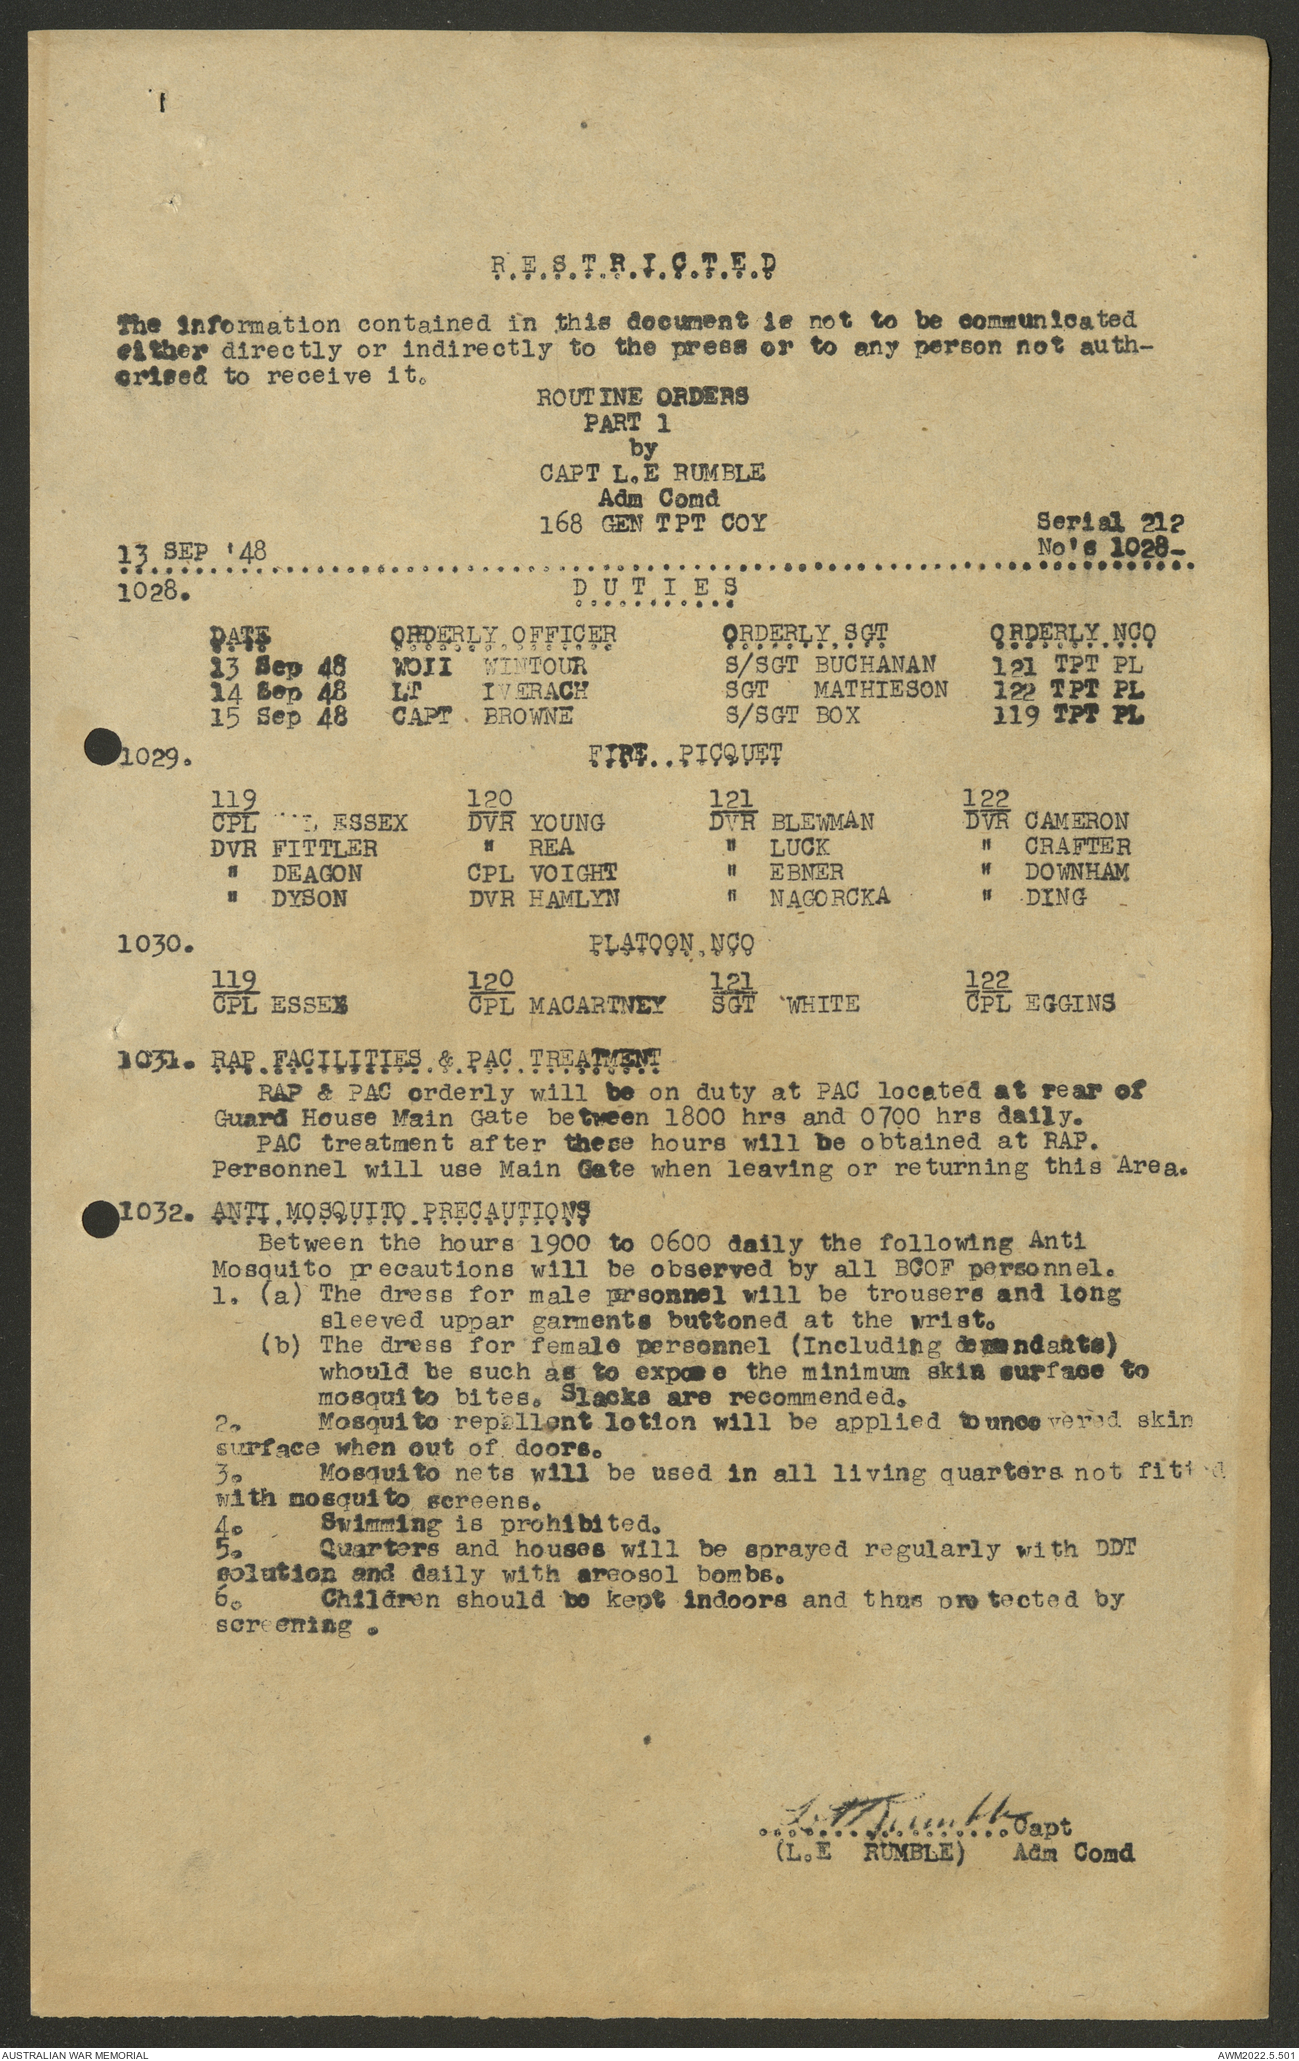 R.E.S.T.R.I.C.T.E.D
The information contained in this document is not to be communicated
either directly or indirectly to the press or to any person not auth-
orised to receive it.
ROUTINE ORDERS
PART 1
by
CAPT L.E RUMBLE
Adm Comd
168 GEN TPT COY
Serial 212
13 SEP '48
No's 1028-
1028. D U T I E S
DATE ORDERLY OFFICER ORDERLY SGT ORDERLY NCO
13 Sep 48 WOII WINTOUR S/SGT BUCHANAN 121 TPT PL
14 Sep 48 LT IVERACH SGT MATHIESON 122 TPT PL
15 Sep 48 CAPT BROWNE S/SGT BOX 119 TPT PL
1029. FIRE PICQUET
119 120 121 122
CPL ESSEX DVR YOUNG DVR BLEWMAN DVR CAMERON
DVR FITTLER " REA " LUCK " CRAFTER
" DEACON CPL VOIGHT " EBNER " DOWNHAM
" DYSON DVR HAMLYN " NAGORCKA " DING
1030. PLATOON NCO
119 120 121 122
CPL ESSEX CPL MACARTNEY SGT WHITE CPL EGGINS
1031. RAP FACILITIES & PAC TREATMENT
RAP & PAC orderly will be on duty at PAC located at rear of
Guard House Main Gate between 1800 hrs and 0700 hrs daily.
PAC treatment after these hours will be obtained at RAP.
Personnel will use Main Gate when leaving or returning this Area.
1032. ANTI MOSQUITO PRECAUTIONS
Between the hours 1900 to 0600 daily the following Anti
Mosquito precautions will be observed by all BCOF personnel.
1. (a) The dress for male prsonnel will be trousers and long
sleeved uppar garments buttoned at the wrist.
(b) The dress for female personnel (Including dependants)
whould be such as to expose the minimum skin surface to
mosquito bites. Slacks are recommended.
2. Mosquito repellent lotion will be applied to uncovered skin
surface when out of doors.
3. Mosquito nets will be used in all living quarters not fitted
with mosquito screens.
4. Swimming is prohibited.
5. Quarters and houses will be sprayed regularly with DDT
solution and daily with areosol bombs.
6. Children should be kept indoors and thus protected by
screening .
Capt
(L.E RUMBLE) Adm Comd
AUSTRALIAN WAR MEMORIAL AWM2022.5.501